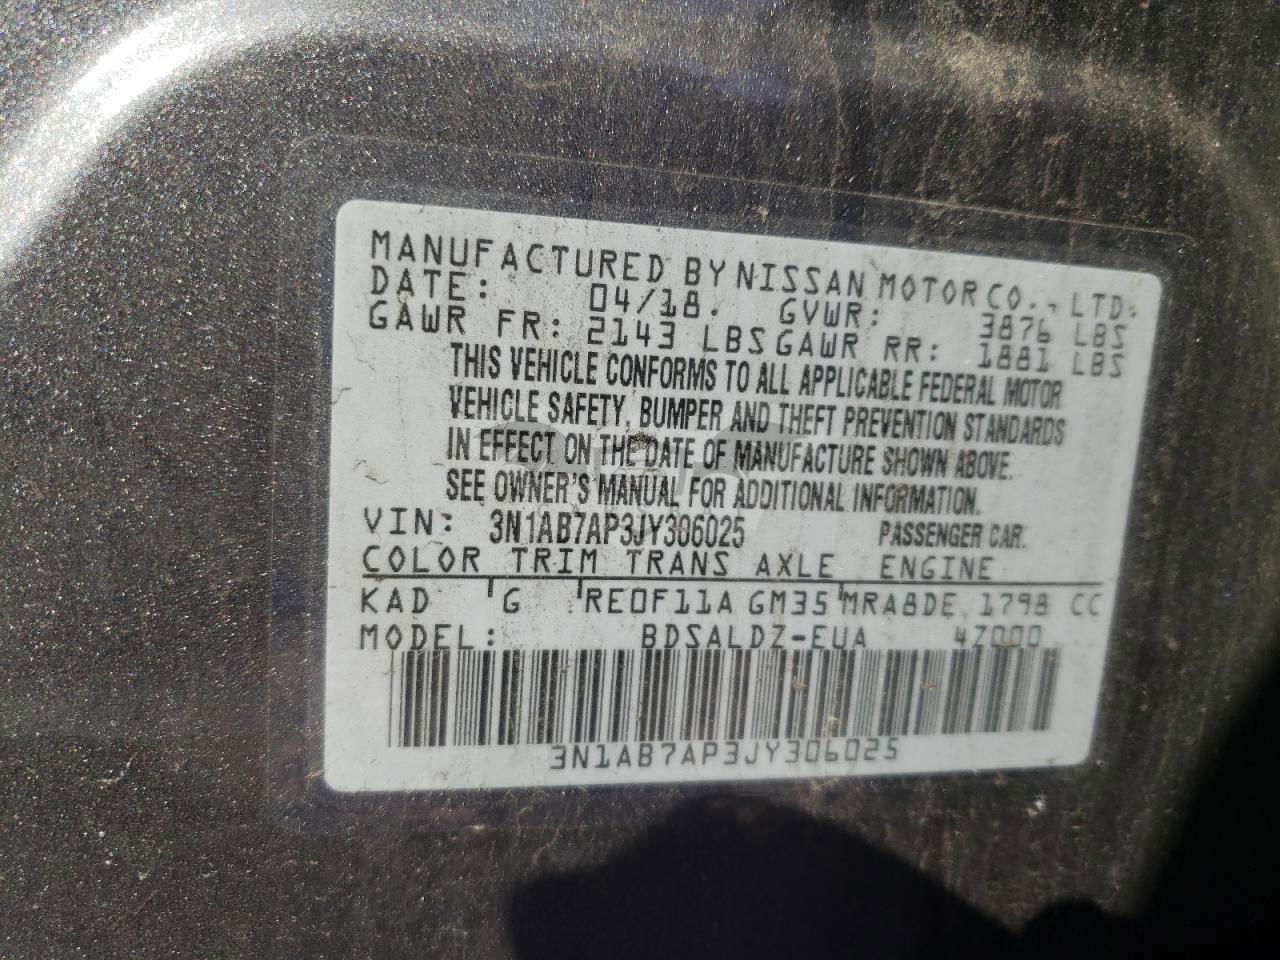 MANUFACTURED BY NISSAN MOTOR CO., LTD.
DATE: 04/18. GVWR: 3876 LBS
GAWR FR: 2143 LBS GAWR RR: 1881 LBS
THIS VEHICLE CONFORMS TO ALL APPLICABLE FEDERAL MOTOR
VEHICLE SAFETY, BUMPER AND THEFT PREVENTION STANDARDS
IN EFFECT ON THE DATE OF MANUFACTURE SHOWN ABOVE.
SEE OWNER'S MANUAL FOR ADDITIONAL INFORMATION.
VIN: 3N1AB7AP3JY306025 PASSENGER CAR.
COLOR TRIM TRANS AXLE ENGINE
KAD G RE0F11A GM35 MRA8DE 1798 CC
MODEL: BDSALDZ-EUA 4Z000
3N1AB7AP3JY306025